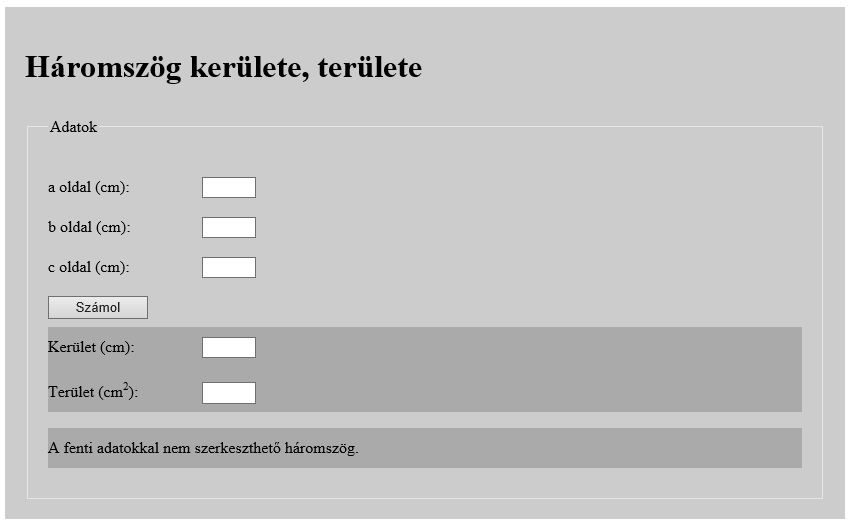 Háromszög kerülete, területe
Adatok
a oldal (cm):
b oldal (cm):
c oldal (cm):
Számol
Kerület (cm):
Terület (cm²):
A fenti adatokkal nem szerkeszthető háromszög.